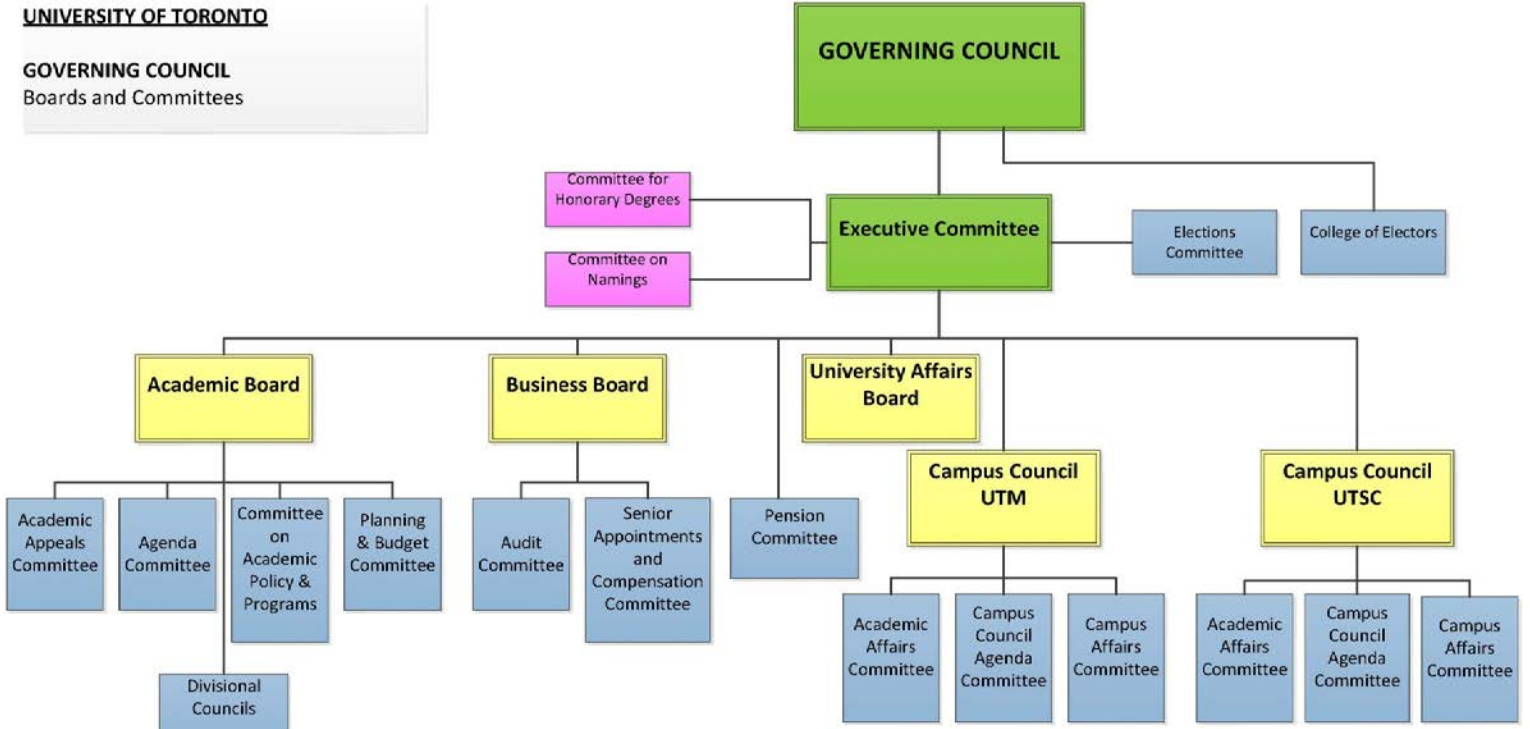 UNIVERSITY OF TORONTO
GOVERNING COUNCIL
Boards and Committees
GOVERNING COUNCIL
Committee for
Honorary Degrees
Committee on
Namings
Executive Committee
Elections
Committee
College of Electors
Academic Board
Business Board
University Affairs
Board
Campus Council
UTM
Campus Council
UTSC
Academic
Appeals
Committee
Agenda
Committee
Committee
on
Academic
Policy &
Programs
Planning
& Budget
Committee
Divisional
Councils
Audit
Committee
Senior
Appointments
and
Compensation
Committee
Pension
Committee
Academic
Affairs
Committee
Campus
Council
Agenda
Committee
Campus
Affairs
Committee
Academic
Affairs
Committee
Campus
Council
Agenda
Committee
Campus
Affairs
Committee